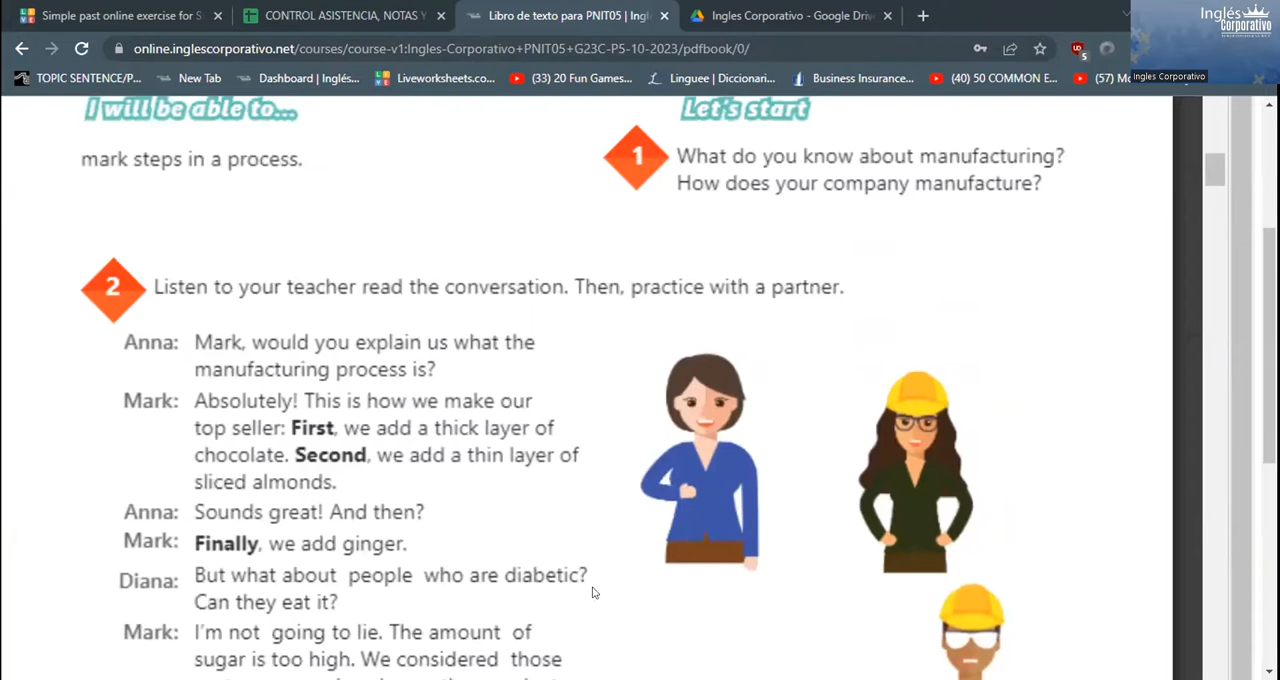 Simple past online exercise for S
CONTROL ASISTENCIA, NOTAS Y
Libro de texto para PNIT05 | Ingl
Ingles Corporativo - Google Driv
Inglés
Corporativo
online.inglescorporativo.net/courses/course-v1:Ingles-Corporativo+PNIT05+G23C-P5-10-2023/pdfbook/0/
5
Ingles Corporativo
TOPIC SENTENCE/P...
New Tab
Dashboard | Inglés...
Liveworksheets.co...
(33) 20 Fun Games...
Linguee | Diccionari...
Business Insurance...
(40) 50 COMMON E...
(57) Mo
I will be able to...
mark steps in a process.
Let's start
1
What do you know about manufacturing?
How does your company manufacture?
2
Listen to your teacher read the conversation. Then, practice with a partner.
Anna: Mark, would you explain us what the
manufacturing process is?
Mark: Absolutely! This is how we make our
top seller: First, we add a thick layer of
chocolate. Second, we add a thin layer of
sliced almonds.
Anna: Sounds great! And then?
Mark: Finally, we add ginger.
Diana: But what about people who are diabetic?
Can they eat it?
Mark: I'm not going to lie. The amount of
sugar is too high. We considered those